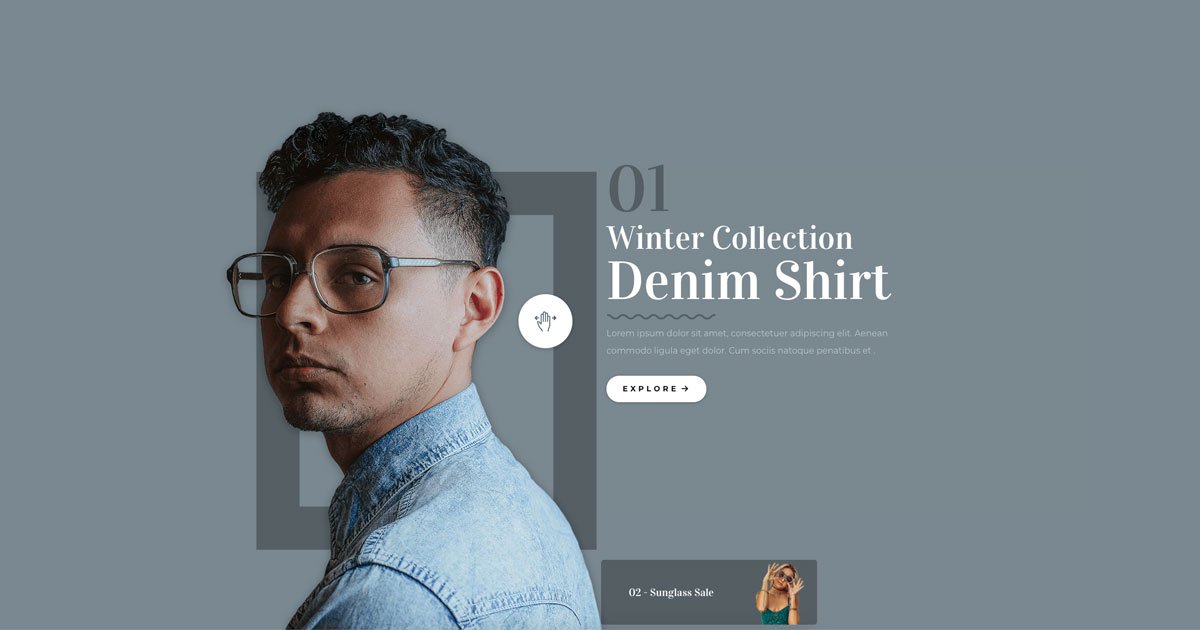 01
Winter Collection
Denim Shirt
Lorem ipsum dolor sit amet, consectetuer adipiscing elit. Aenean
commodo ligula eget dolor. Cum sociis natoque penatibus et .
EXPLORE →
02 - Sunglass Sale